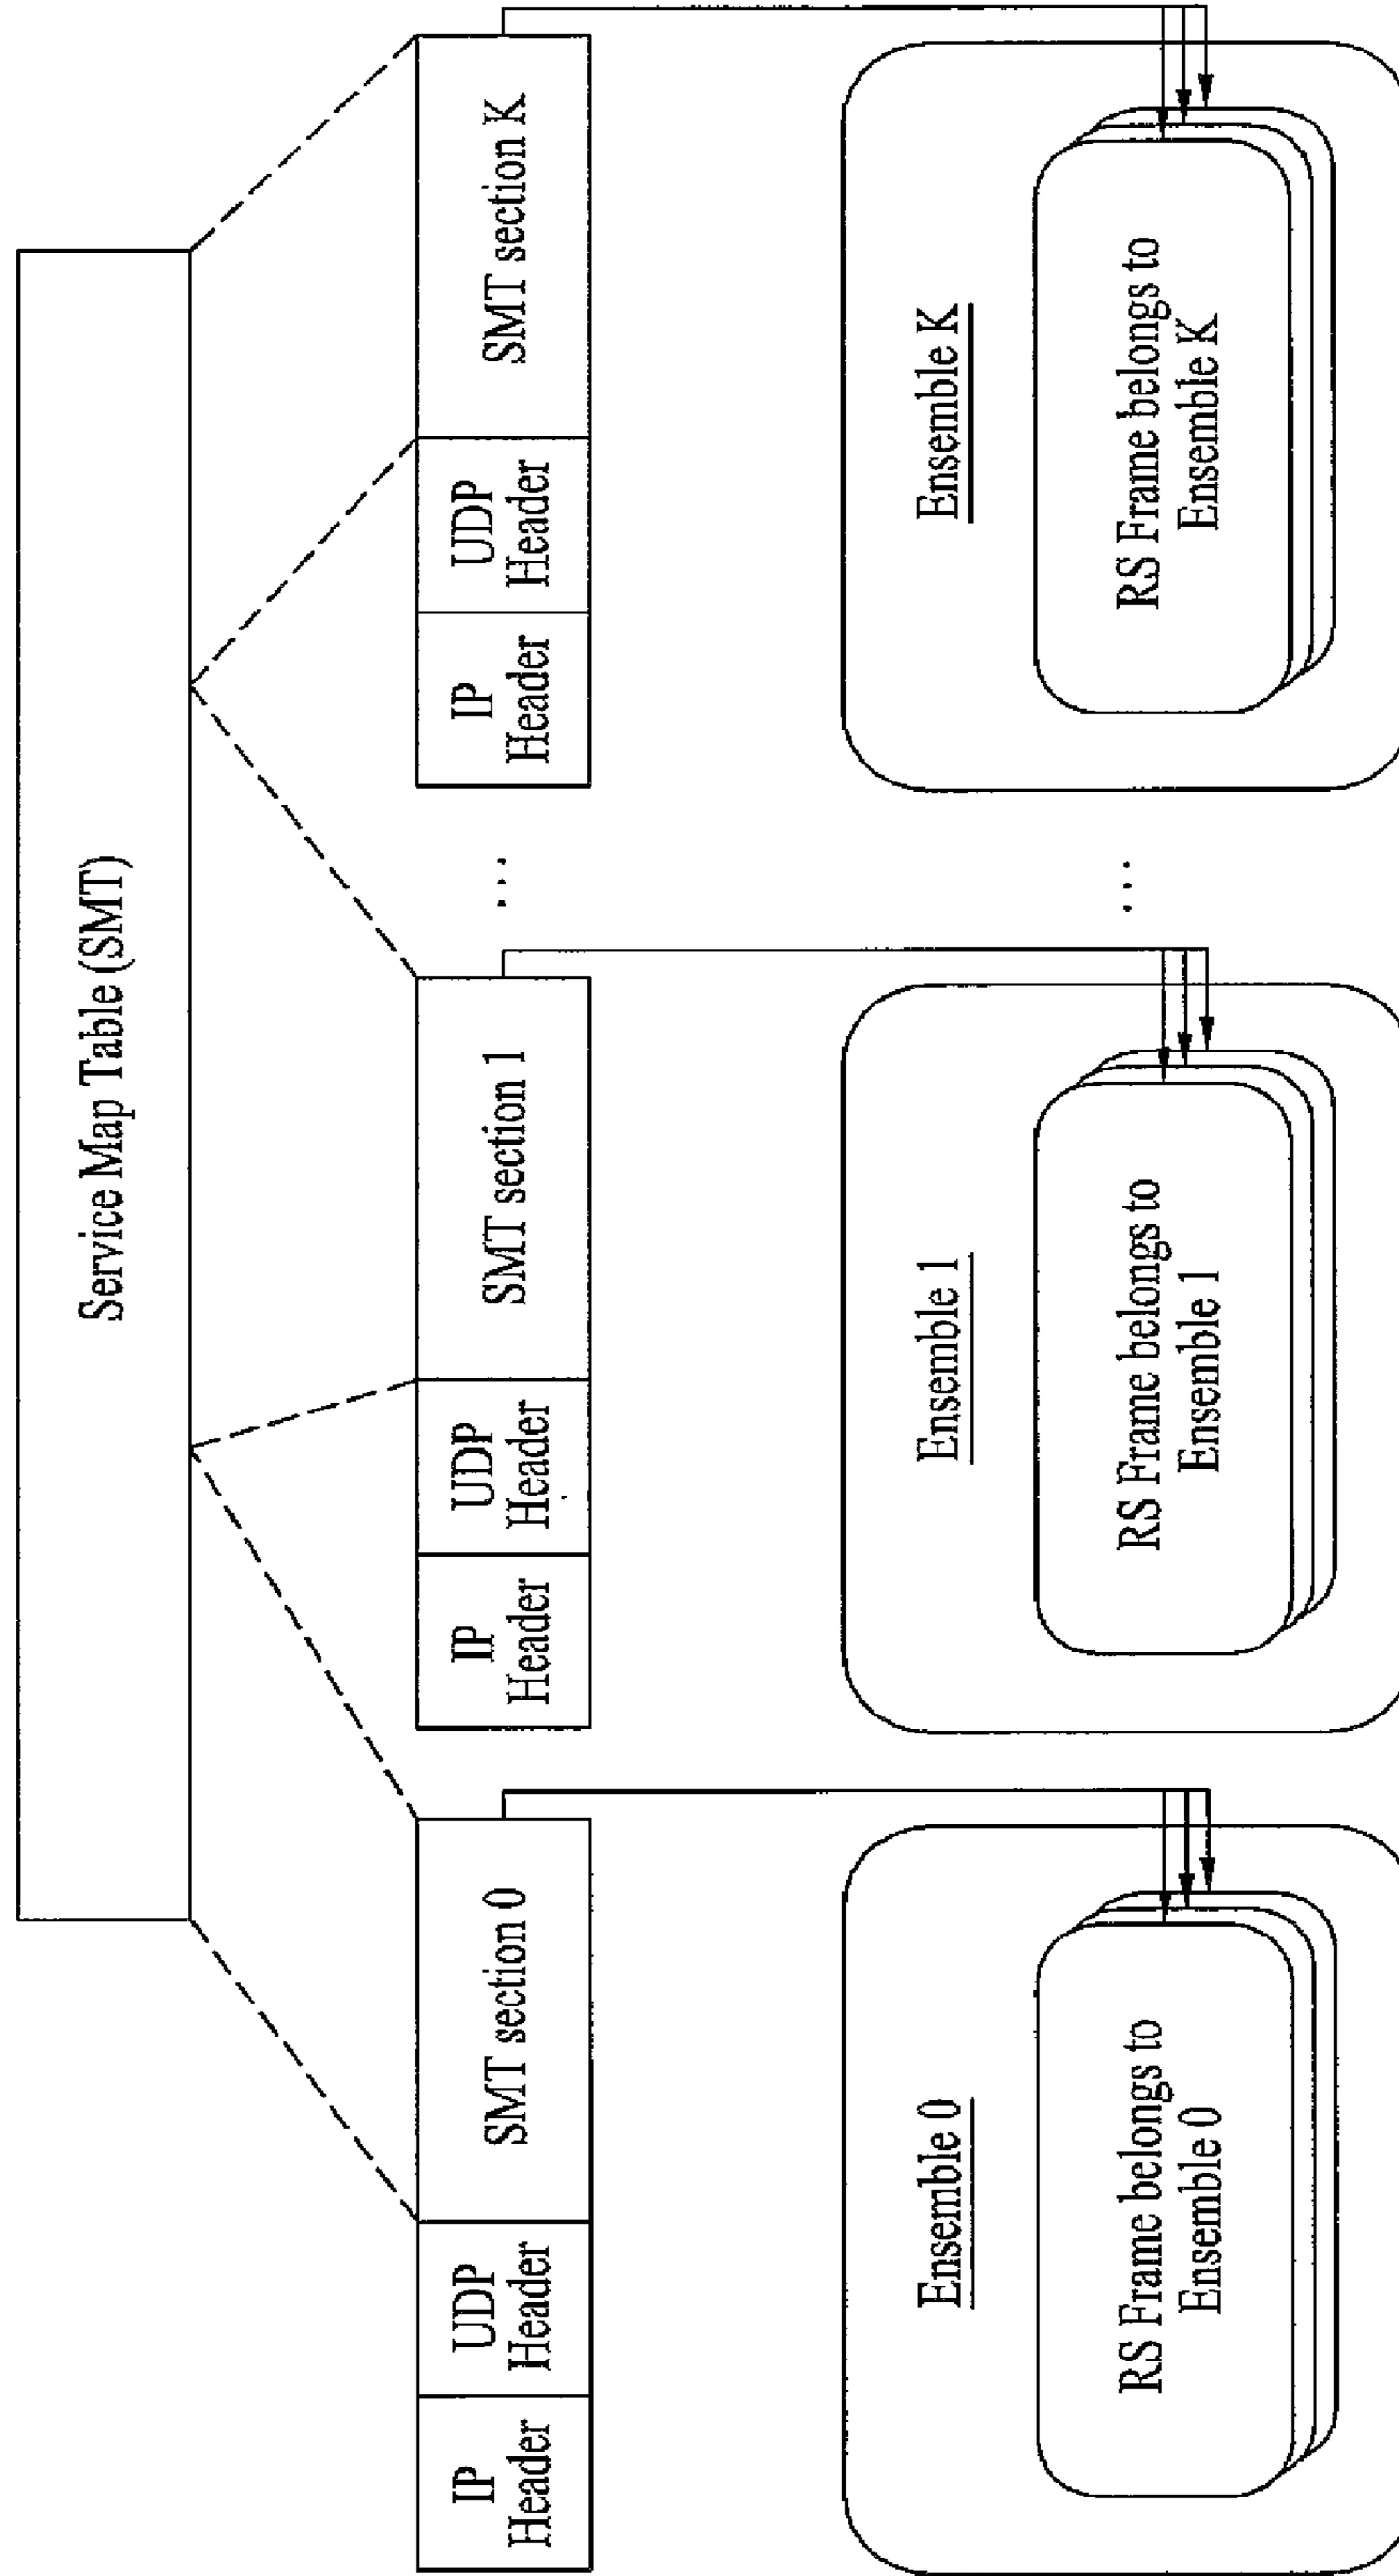 Service Map Table (SMT)
IP
Header
UDP
Header
SMT section 0
IP
Header
UDP
Header
SMT section 1
...
IP
Header
UDP
Header
SMT section K
Ensemble 0
RS Frame belongs to
Ensemble 0
Ensemble 1
RS Frame belongs to
Ensemble 1
...
Ensemble K
RS Frame belongs to
Ensemble K